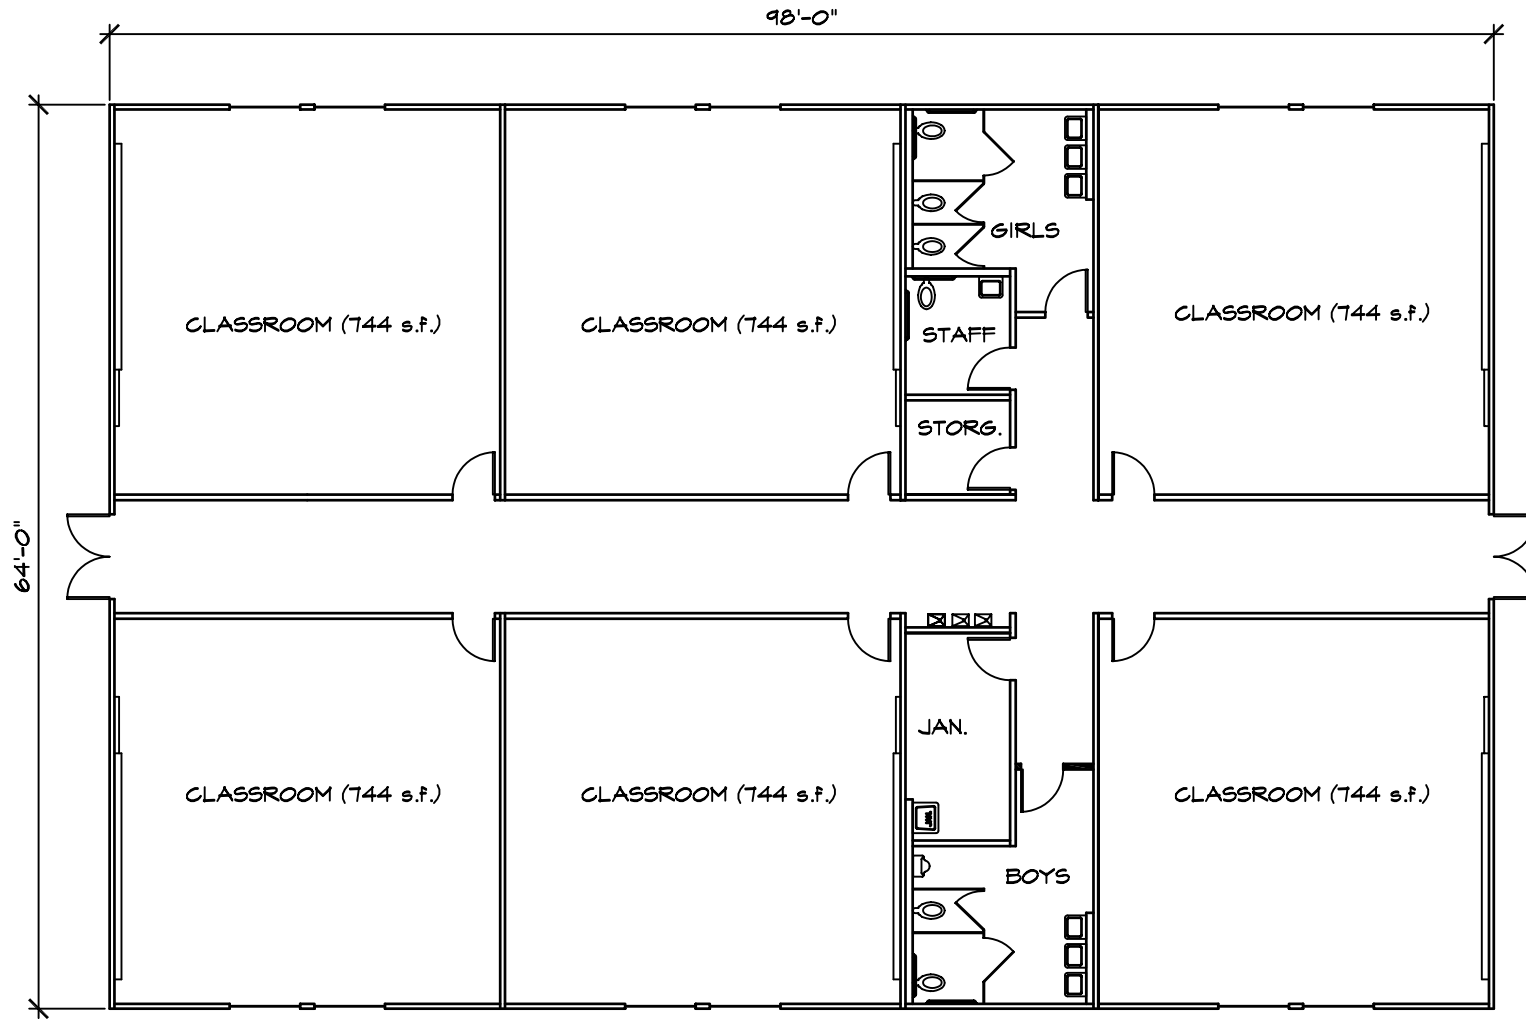 98'-0"
GIRLS
CLASSROOM (744 s.f.)
CLASSROOM (744 s.f.)
STAFF
CLASSROOM (744 s.f.)
STORG.
64'-0"
JAN.
CLASSROOM (744 s.f.)
CLASSROOM (744 s.f.)
CLASSROOM (744 s.f.)
BOYS